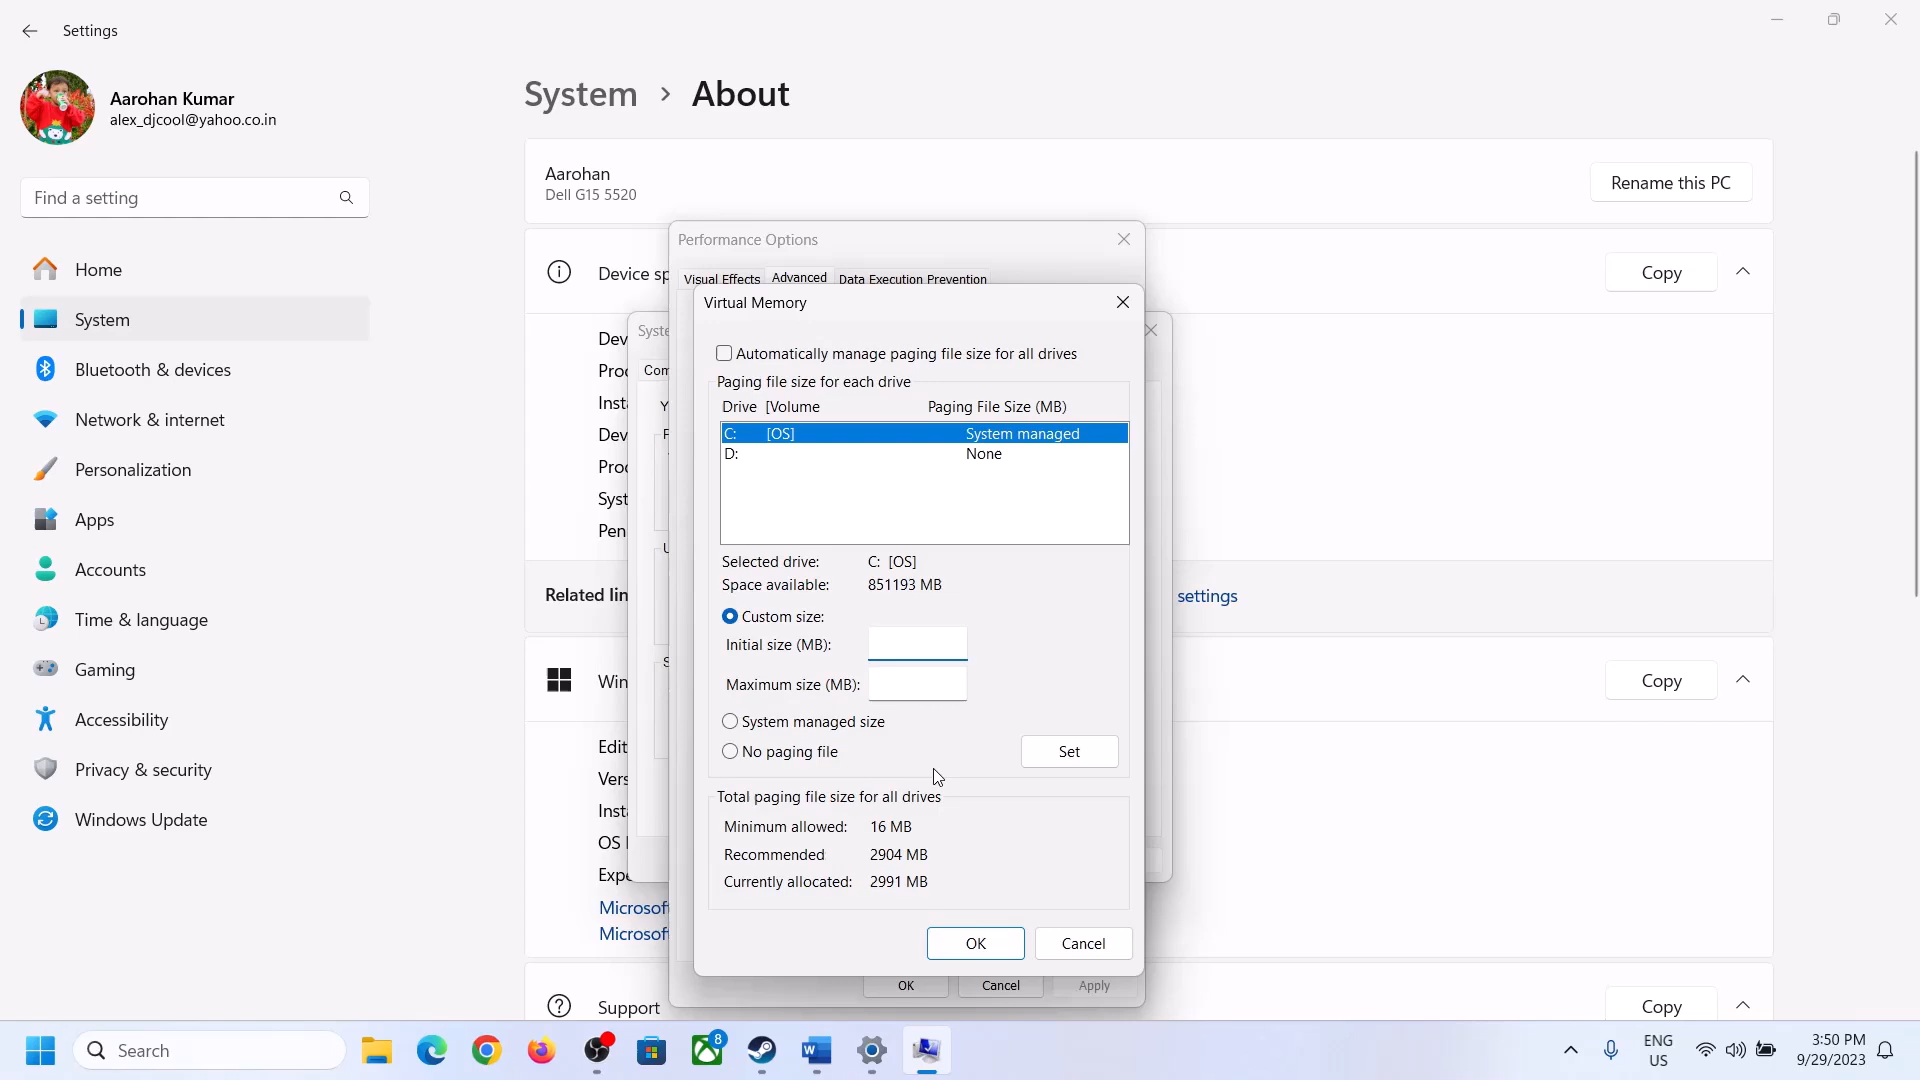 Settings
Aarohan Kumar
alex_djcool@yahoo.co.in
Find a setting
Home
System
Bluetooth & devices
Network & internet
Personalization
Apps
Accounts
Time & language
Gaming
Accessibility
Privacy & security
Windows Update
System > About
Aarohan
Dell G15 5520
Rename this PC
Device sp
Copy
Dev
Proc
Insta
Dev
Proc
Syst
Pen
Related lin
settings
Win
Copy
Edit
Vers
Insta
OS
Expe
Microsof
Microsof
Support
Copy
Syste
Com
Y
Performance Options
Visual Effects
Advanced
Data Execution Prevention
OK
Cancel
Apply
Virtual Memory
Automatically manage paging file size for all drives
Paging file size for each drive
Drive [Volume Paging File Size (MB)
C: [OS] System managed
D: None
Selected drive: C: [OS]
Space available: 851193 MB
Custom size:
Initial size (MB):
Maximum size (MB):
System managed size
No paging file
Set
Total paging file size for all drives
Minimum allowed: 16 MB
Recommended 2904 MB
Currently allocated: 2991 MB
OK
Cancel
Search
8
ENG
US
3:50 PM
9/29/2023